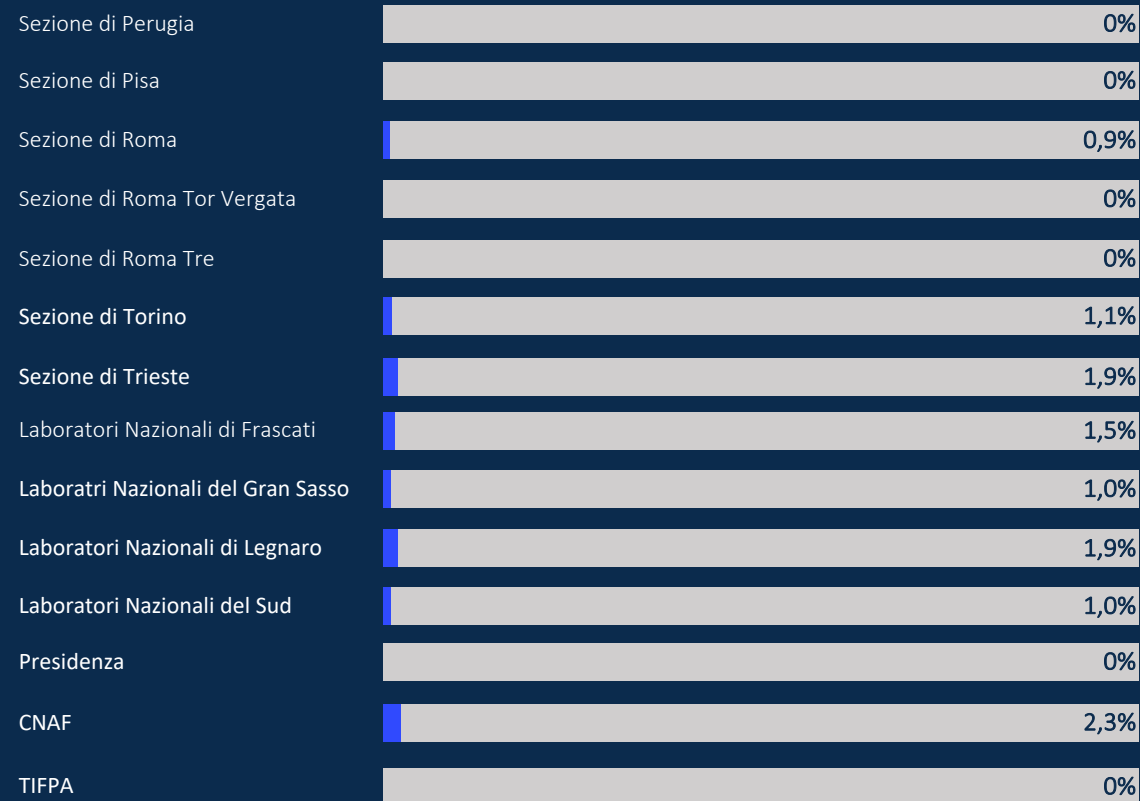 Sezione di Perugia 0%
Sezione di Pisa 0%
Sezione di Roma 0,9%
Sezione di Roma Tor Vergata 0%
Sezione di Roma Tre 0%
Sezione di Torino 1,1%
Sezione di Trieste 1,9%
Laboratori Nazionali di Frascati 1,5%
Laboratri Nazionali del Gran Sasso 1,0%
Laboratori Nazionali di Legnaro 1,9%
Laboratori Nazionali del Sud 1,0%
Presidenza 0%
CNAF 2,3%
TIFPA 0%